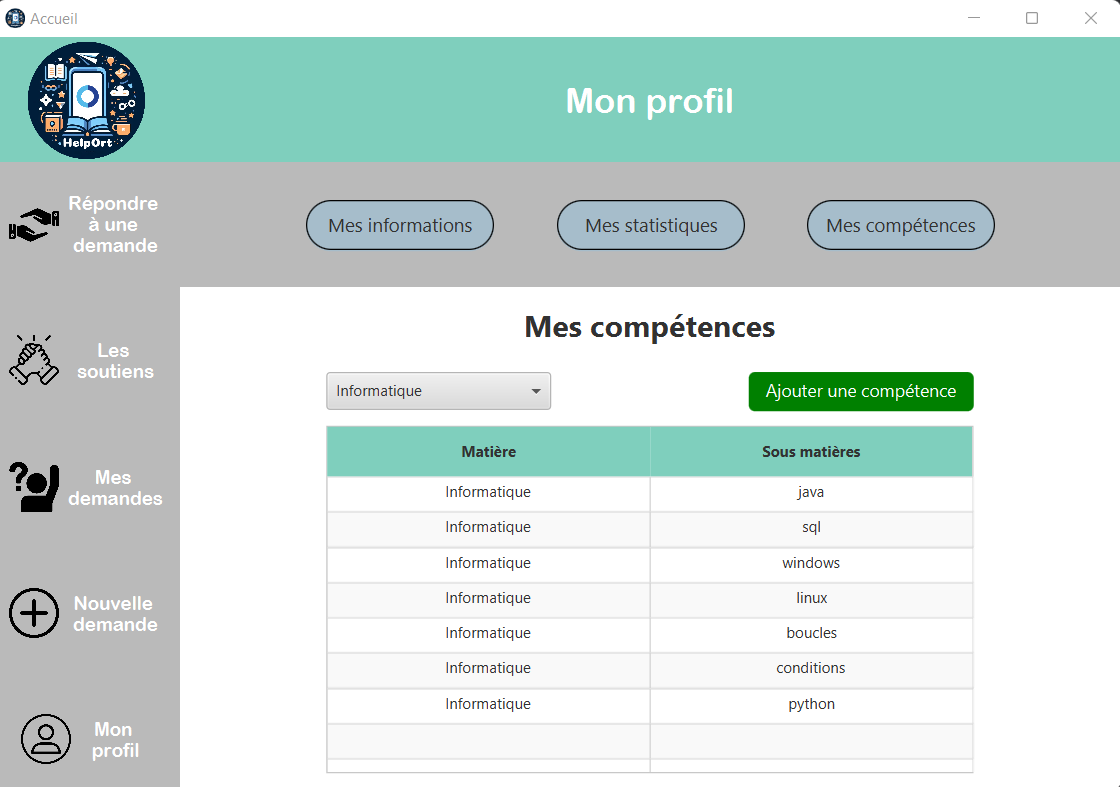 Accueil
HelpOrt
Mon profil
Répondre
à une
demande
Mes informations
Mes statistiques
Mes compétences
Les
soutiens
Mes
demandes
Nouvelle
demande
Mon
profil
Mes compétences
Informatique
Ajouter une compétence
Matière Sous matières
Informatique java
Informatique sql
Informatique windows
Informatique linux
Informatique boucles
Informatique conditions
Informatique python